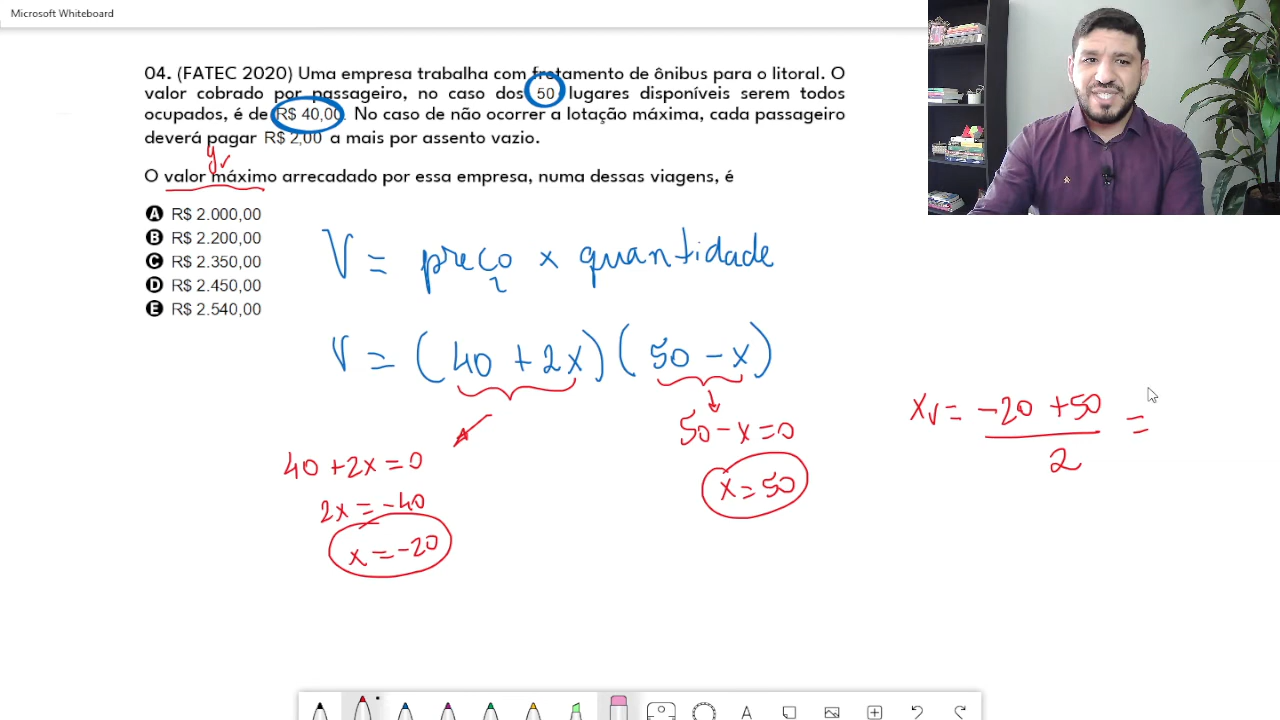 Microsoft Whiteboard
04. (FATEC 2020) Uma empresa trabalha com fretamento de ônibus para o litoral. O
valor cobrado por passageiro, no caso dos 50 lugares disponíveis serem todos
ocupados, é de R$ 40,00. No caso de não ocorrer a lotação máxima, cada passageiro
deverá pagar R$ 2,00 a mais por assento vazio.
yv
O valor máximo arrecadado por essa empresa, numa dessas viagens, é
A R$ 2.000,00
B R$ 2.200,00
C R$ 2.350,00
D R$ 2.450,00
E R$ 2.540,00
V = preço x quantidade
V = (40 + 2x)(50 - x)
40 + 2x = 0
2x = -40
x = -20
50 - x = 0
x = 50
xv = -20 + 50 =
2
A